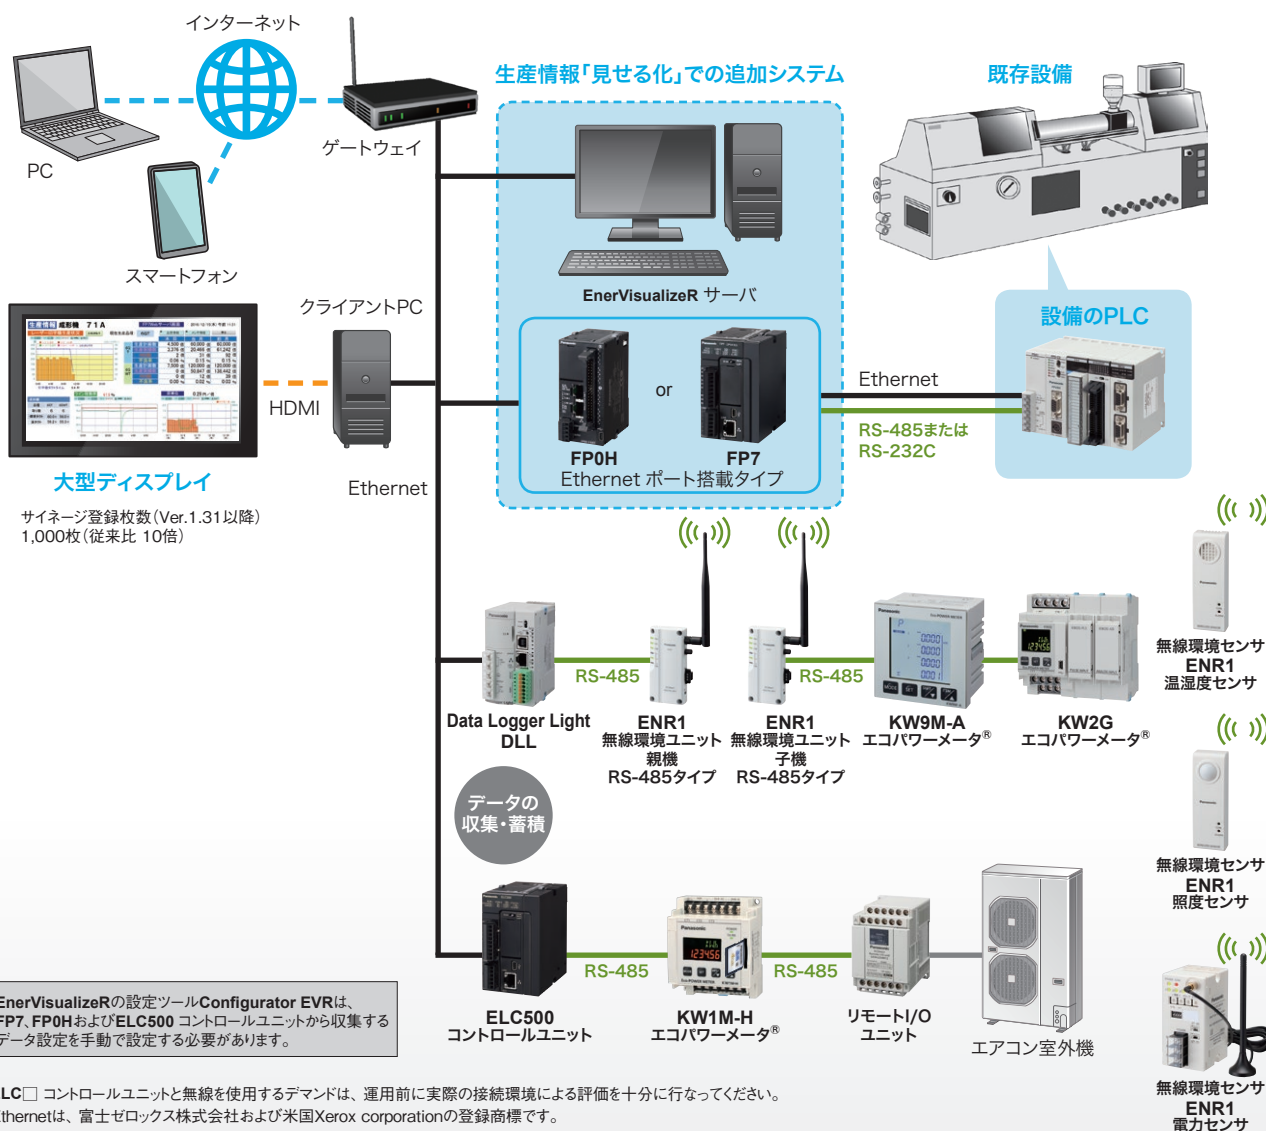 インターネット
PC
スマートフォン
ゲートウェイ
生産情報「見せる化」での追加システム
既存設備
EnerVisualizeR サーバ
設備のPLC
クライアントPC
生産情報 成形機 71A
HDMI
大型ディスプレイ
サイネージ登録枚数(Ver.1.31以降)
1,000枚(従来比 10倍)
Ethernet
or
FP0H
FP7
Ethernet ポート搭載タイプ
Ethernet
RS-485または
RS-232C
RS-485
RS-485
Data Logger Light
DLL
ENR1
無線環境ユニット
親機
RS-485タイプ
ENR1
無線環境ユニット
子機
RS-485タイプ
KW9M-A
エコパワーメータ®
KW2G
エコパワーメータ®
無線環境センサ
ENR1
温湿度センサ
無線環境センサ
ENR1
照度センサ
無線環境センサ
ENR1
電力センサ
データの
収集・蓄積
RS-485
RS-485
ELC500
コントロールユニット
KW1M-H
エコパワーメータ®
リモートI/O
ユニット
エアコン室外機
EnerVisualizeRの設定ツールConfigurator EVRは、
FP7、FP0HおよびELC500 コントロールユニットから収集する
データ設定を手動で設定する必要があります。
ELC□ コントロールユニットと無線を使用するデマンドは、運用前に実際の接続環境による評価を十分に行なってください。
Ethernetは、富士ゼロックス株式会社および米国Xerox corporationの登録商標です。